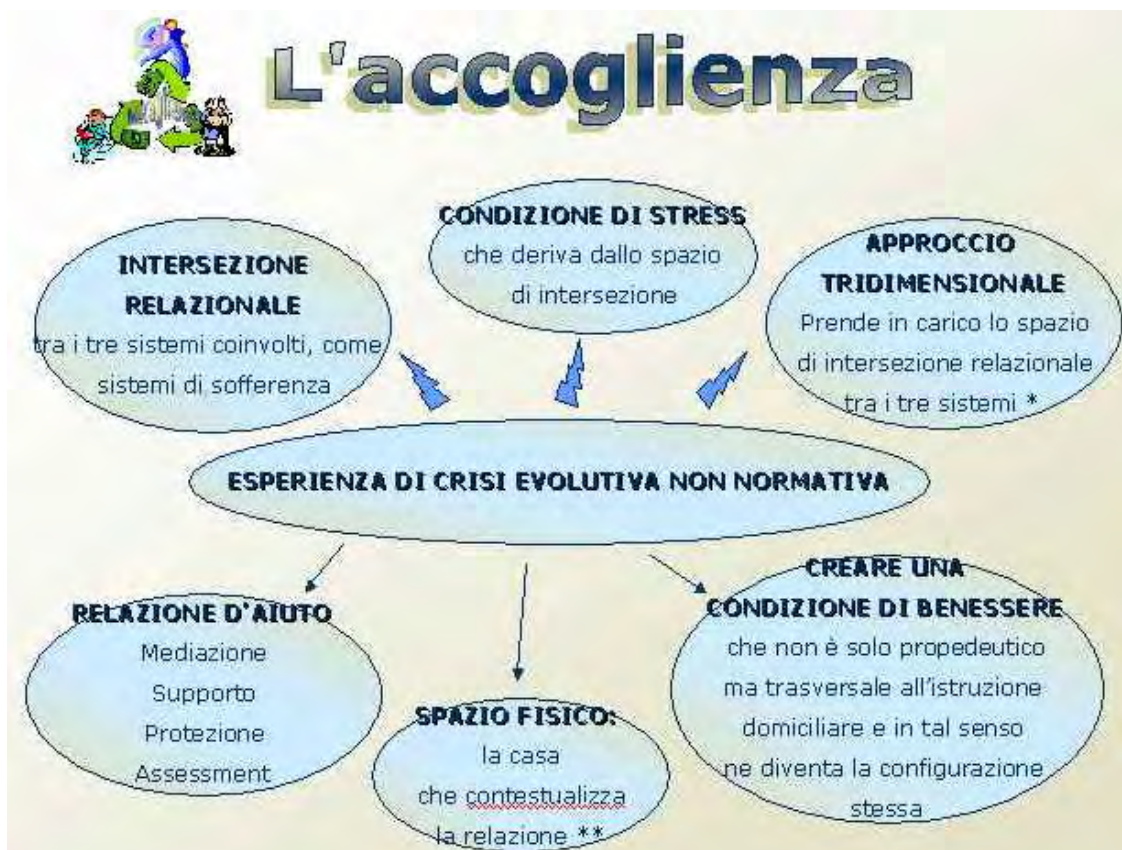 L'accoglienza
INTERSEZIONE
RELAZIONALE
tra i tre sistemi coinvolti, come
sistemi di sofferenza
CONDIZIONE DI STRESS
che deriva dallo spazio
di intersezione
APPROCCIO
TRIDIMENSIONALE
Prende in carico lo spazio
di intersezione relazionale
tra i tre sistemi *
ESPERIENZA DI CRISI EVOLUTIVA NON NORMATIVA
RELAZIONE D'AIUTO
Mediazione
Supporto
Protezione
Assessment
SPAZIO FISICO:
la casa
che contestualizza
la relazione **
CREARE UNA
CONDIZIONE DI BENESSERE
che non è solo propedeutico
ma trasversale all'istruzione
domiciliare e in tal senso
ne diventa la configurazione
stessa